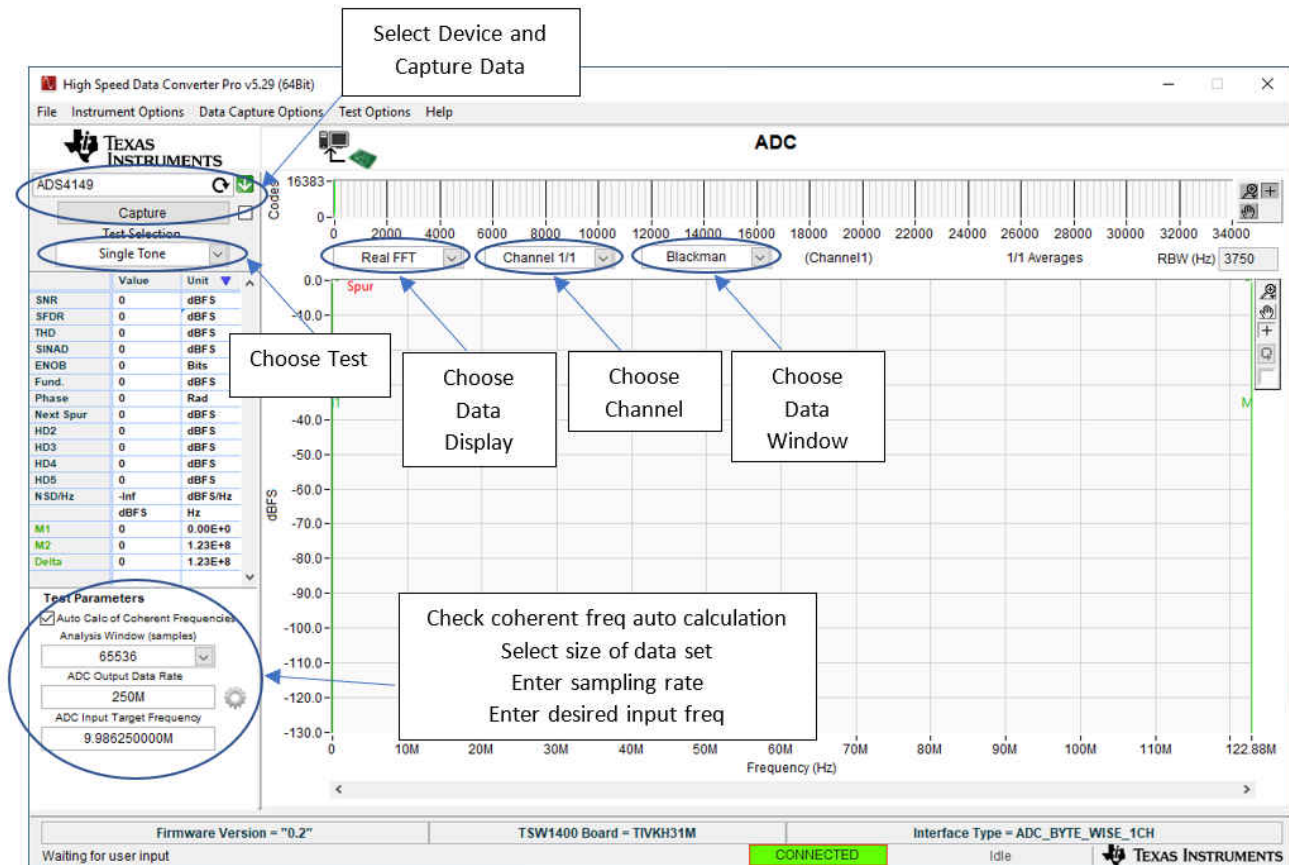 Select Device and
Capture Data
High Speed Data Converter Pro v5.29 (64Bit)
File Instrument Options Data Capture Options Test Options Help
TEXAS
INSTRUMENTS
ADC
ADS4149
Capture
Test Selection
Single Tone
Codes
16383
0
0 2000 4000 6000 8000 10000 12000 14000 16000 18000 20000 22000 24000 26000 28000 30000 32000 34000
Real FFT Channel 1/1 Blackman (Channel1) 1/1 Averages RBW (Hz) 3750
Value Unit
SNR 0 dBFS
SFDR 0 dBFS
THD 0 dBFS
SINAD 0 dBFS
ENOB 0 Bits
Fund. 0 dBFS
Phase 0 Rad
Next Spur 0 dBFS
HD2 0 dBFS
HD3 0 dBFS
HD4 0 dBFS
HD5 0 dBFS
NSD/Hz -Inf dBFS/Hz
dBFS Hz
M1 0 0.00E+0
M2 0 1.23E+8
Delta 0 1.23E+8
Choose Test
Choose
Data
Display
Choose
Channel
Choose
Data
Window
Spur
0.0
-10.0
-40.0
-50.0
-60.0
-70.0
-80.0
-90.0
-100.0
-110.0
-120.0
-130.0
dBFS
0 10M 20M 30M 40M 50M 60M 70M 80M 90M 100M 110M 122.88M
Frequency (Hz)
Test Parameters
Auto Calc of Coherent Frequencies
Analysis Window (samples)
65536
ADC Output Data Rate
250M
ADC Input Target Frequency
9.986250000M
Check coherent freq auto calculation
Select size of data set
Enter sampling rate
Enter desired input freq
Firmware Version = "0.2" TSW1400 Board = TIVKH31M Interface Type = ADC_BYTE_WISE_1CH
Waiting for user input CONNECTED Idle TEXAS INSTRUMENTS